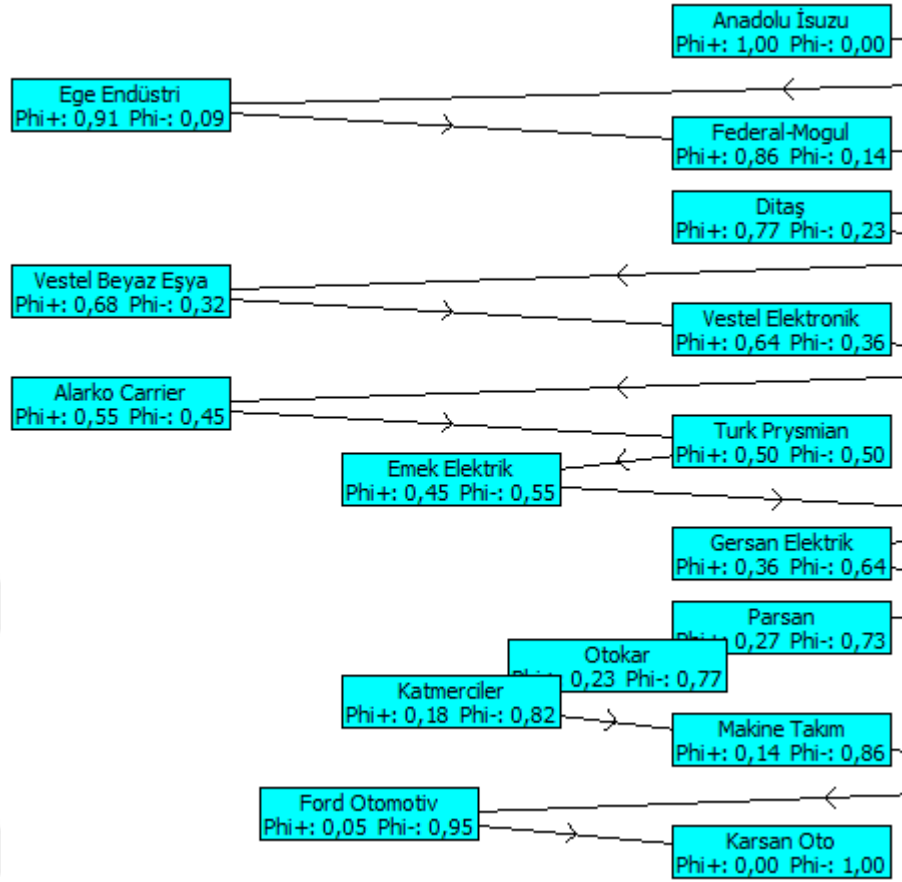 Anadolu İsuzu
Phi+: 1,00 Phi-: 0,00
Ege Endüstri
Phi+: 0,91 Phi-: 0,09
Federal-Mogul
Phi+: 0,86 Phi-: 0,14
Ditaş
Phi+: 0,77 Phi-: 0,23
Vestel Beyaz Eşya
Phi+: 0,68 Phi-: 0,32
Vestel Elektronik
Phi+: 0,64 Phi-: 0,36
Alarko Carrier
Phi+: 0,55 Phi-: 0,45
Turk Prysmian
Phi+: 0,50 Phi-: 0,50
Emek Elektrik
Phi+: 0,45 Phi-: 0,55
Gersan Elektrik
Phi+: 0,36 Phi-: 0,64
Parsan
Phi+: 0,27 Phi-: 0,73
Otokar
Phi+: 0,23 Phi-: 0,77
Katmerciler
Phi+: 0,18 Phi-: 0,82
Makine Takım
Phi+: 0,14 Phi-: 0,86
Ford Otomotiv
Phi+: 0,05 Phi-: 0,95
Karsan Oto
Phi+: 0,00 Phi-: 1,00